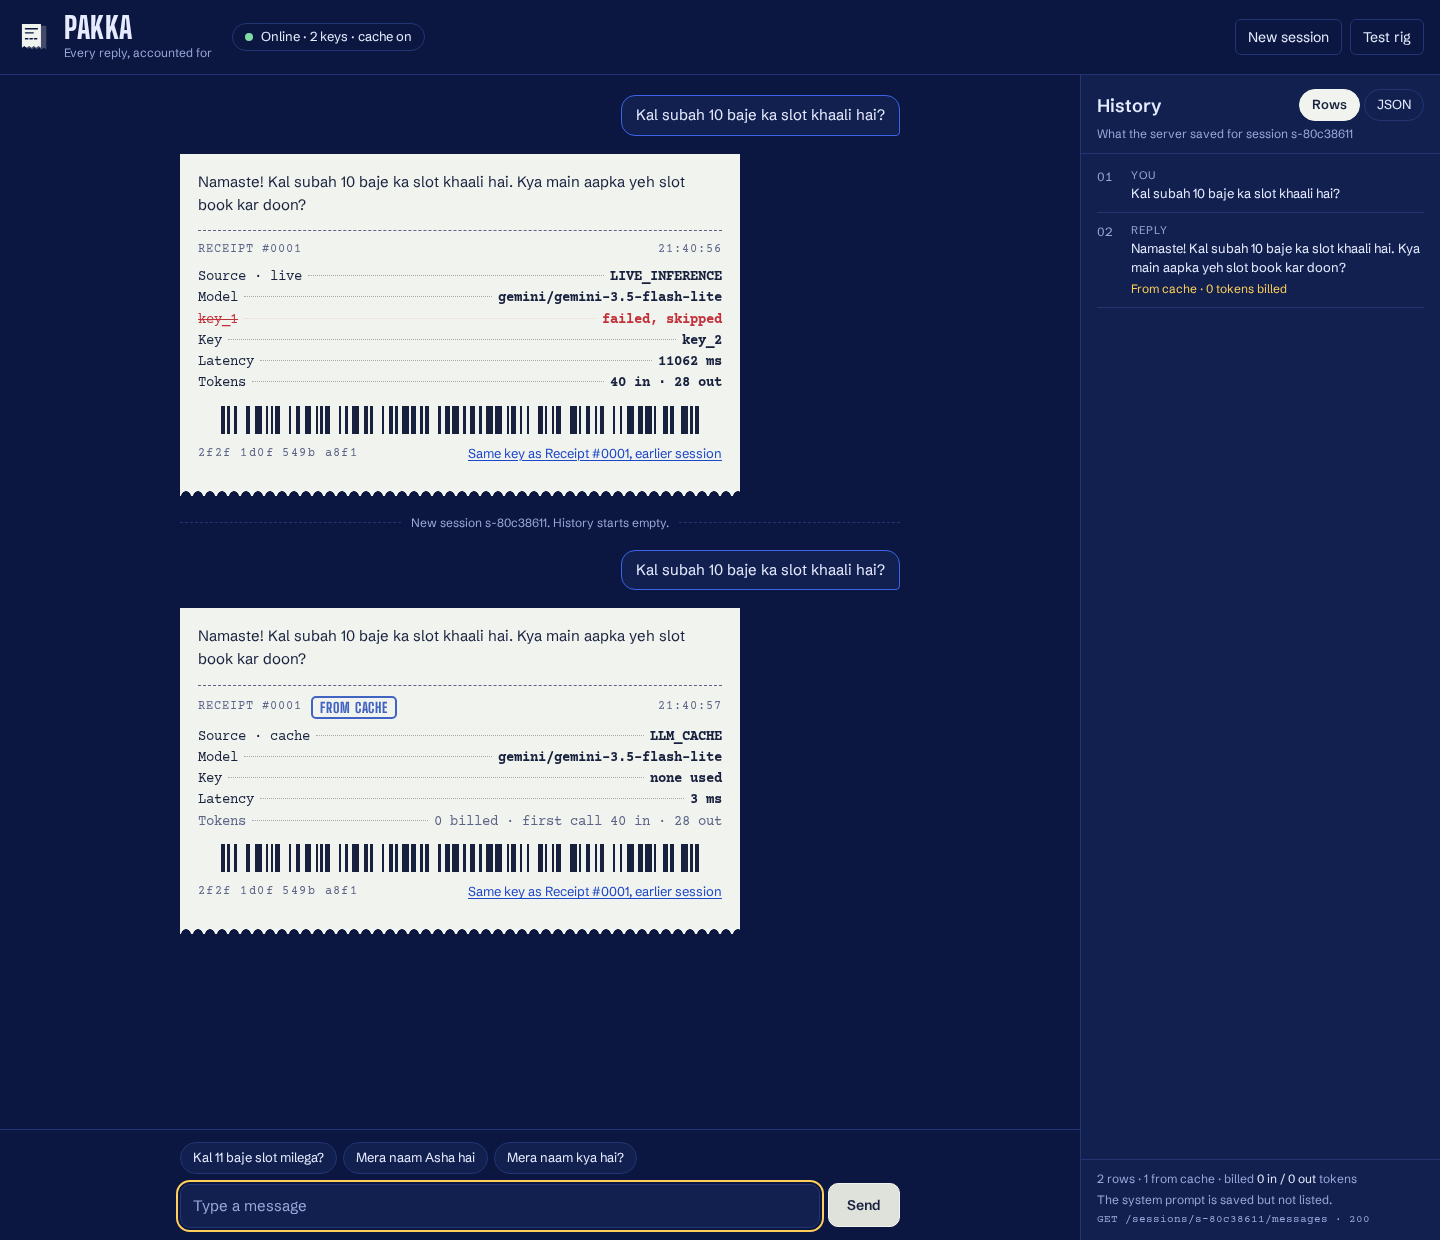 PAKKA
Every reply, accounted for
Online · 2 keys · cache on
New session
Test rig
Kal subah 10 baje ka slot khaali hai?
Namaste! Kal subah 10 baje ka slot khaali hai. Kya main aapka yeh slot
book kar doon?
RECEIPT #0001 21:40:56
Source · live LIVE_INFERENCE
Model gemini/gemini-3.5-flash-lite
key_1 failed, skipped
Key key_2
Latency 11062 ms
Tokens 40 in · 28 out
2f2f 1d0f 549b a8f1 Same key as Receipt #0001, earlier session
New session s-80c38611. History starts empty.
Kal subah 10 baje ka slot khaali hai?
Namaste! Kal subah 10 baje ka slot khaali hai. Kya main aapka yeh slot
book kar doon?
RECEIPT #0001 FROM CACHE 21:40:57
Source · cache LLM_CACHE
Model gemini/gemini-3.5-flash-lite
Key none used
Latency 3 ms
Tokens 0 billed · first call 40 in · 28 out
2f2f 1d0f 549b a8f1 Same key as Receipt #0001, earlier session
Kal 11 baje slot milega?
Mera naam Asha hai
Mera naam kya hai?
Type a message
Send
History
Rows
JSON
What the server saved for session s-80c38611
01 YOU
Kal subah 10 baje ka slot khaali hai?
02 REPLY
Namaste! Kal subah 10 baje ka slot khaali hai. Kya
main aapka yeh slot book kar doon?
From cache · 0 tokens billed
2 rows · 1 from cache · billed 0 in / 0 out tokens
The system prompt is saved but not listed.
GET /sessions/s-80c38611/messages · 200